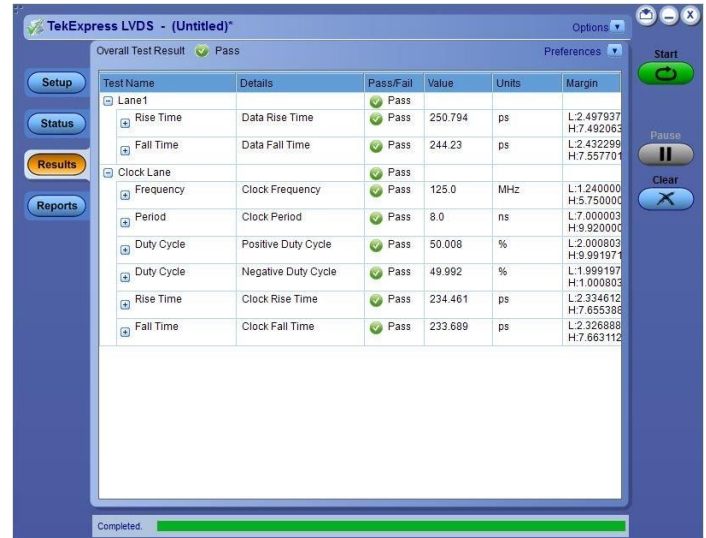 TekExpress LVDS - (Untitled)*
Options
Overall Test Result Pass
Preferences
Start
Setup
Status
Results
Reports
Pause
Clear
Test Name Details Pass/Fail Value Units Margin
Lane1 Pass
Rise Time Data Rise Time Pass 250.794 ps L:2.497937
H:7.492063
Fall Time Data Fall Time Pass 244.23 ps L:2.432299
H:7.557701
Clock Lane Pass
Frequency Clock Frequency Pass 125.0 MHz L:1.240000
H:5.750000
Period Clock Period Pass 8.0 ns L:7.000003
H:9.920000
Duty Cycle Positive Duty Cycle Pass 50.008 % L:2.000803
H:9.991971
Duty Cycle Negative Duty Cycle Pass 49.992 % L:1.999197
H:1.000803
Rise Time Clock Rise Time Pass 234.461 ps L:2.334612
H:7.655388
Fall Time Clock Fall Time Pass 233.689 ps L:2.326888
H:7.663112
Completed.